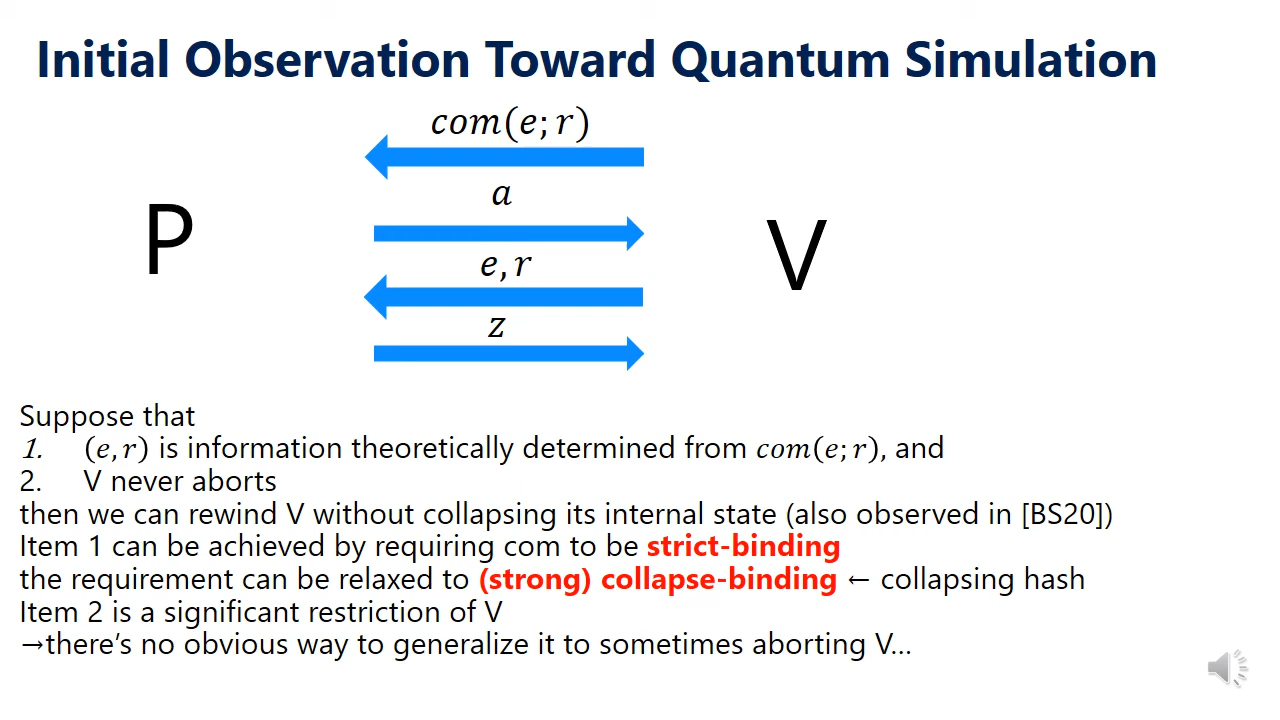 Initial Observation Toward Quantum Simulation
com(e; r)
a
P
V
e, r
z
Suppose that
1. (e, r) is information theoretically determined from com(e; r), and
2. V never aborts
then we can rewind V without collapsing its internal state (also observed in [BS20])
Item 1 can be achieved by requiring com to be strict-binding
the requirement can be relaxed to (strong) collapse-binding ← collapsing hash
Item 2 is a significant restriction of V
→there’s no obvious way to generalize it to sometimes aborting V...